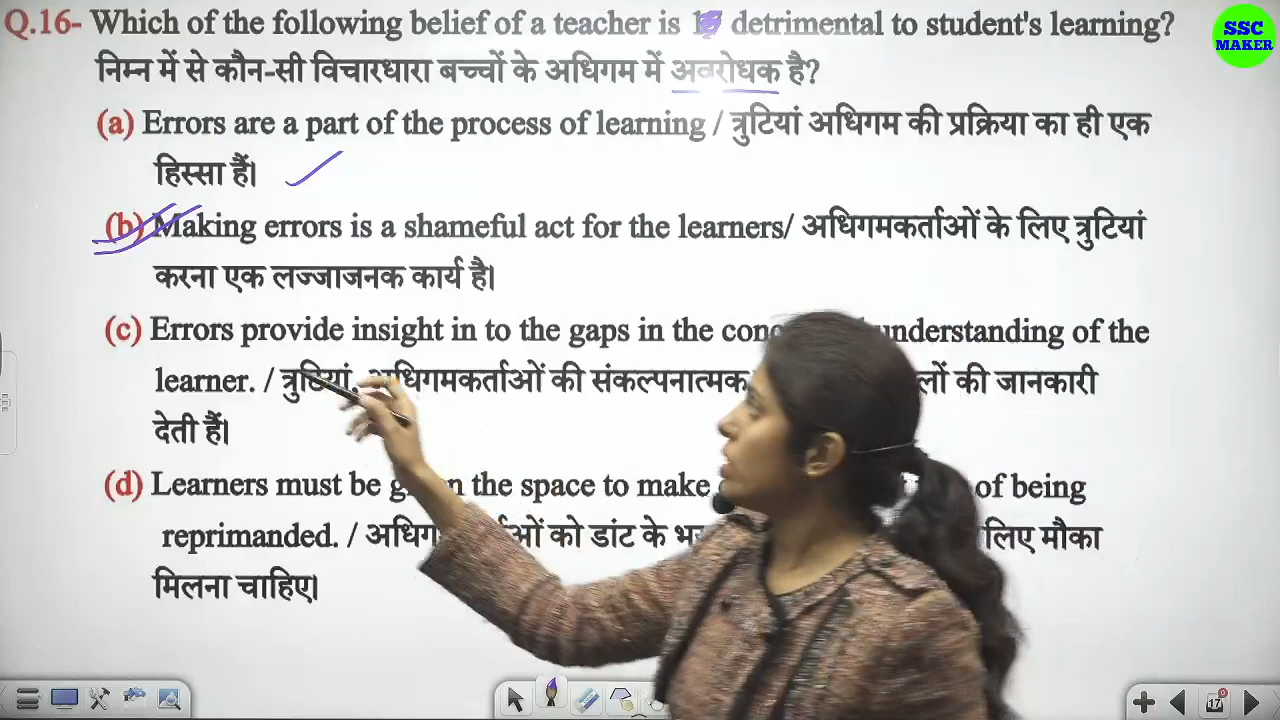 Q.16- Which of the following belief of a teacher is detrimental to student's learning?
SSC
MAKER
निम्न में से कौन-सी विचारधारा बच्चों के अधिगम में अवरोधक है?
(a) Errors are a part of the process of learning / त्रुटियां अधिगम की प्रक्रिया का ही एक
हिस्सा हैं।
(b) Making errors is a shameful act for the learners/ अधिगमकर्ताओं के लिए त्रुटियां
करना एक लज्जाजनक कार्य है।
(c) Errors provide insight in to the gaps in the understanding of the
learner. / त्रुटियां, अधिगमकर्ताओं की संकल्पनात्मक की जानकारी
देती हैं।
(d) Learners must be the space to make of being
reprimanded. / को डांट के लिए मौका
मिलना चाहिए।
17